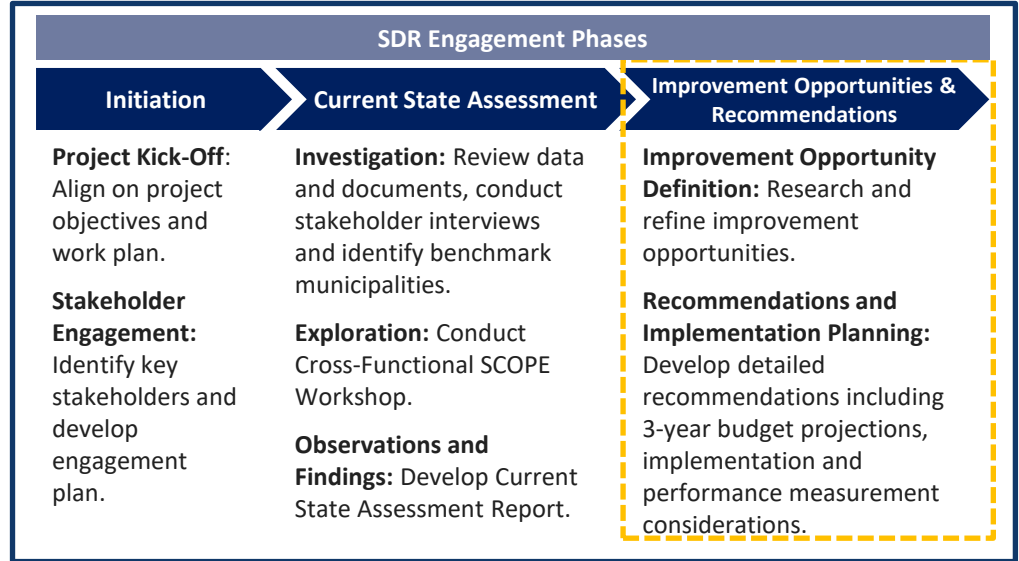 SDR Engagement Phases
Initiation
Current State Assessment
Improvement Opportunities &
Recommendations
Project Kick-Off:
Align on project
objectives and
work plan.
Stakeholder
Engagement:
Identify key
stakeholders and
develop
engagement
plan.
Investigation: Review data
and documents, conduct
stakeholder interviews
and identify benchmark
municipalities.
Exploration: Conduct
Cross-Functional SCOPE
Workshop.
Observations and
Findings: Develop Current
State Assessment Report.
Improvement Opportunity
Definition: Research and
refine improvement
opportunities.
Recommendations and
Implementation Planning:
Develop detailed
recommendations including
3-year budget projections,
implementation and
performance measurement
considerations.